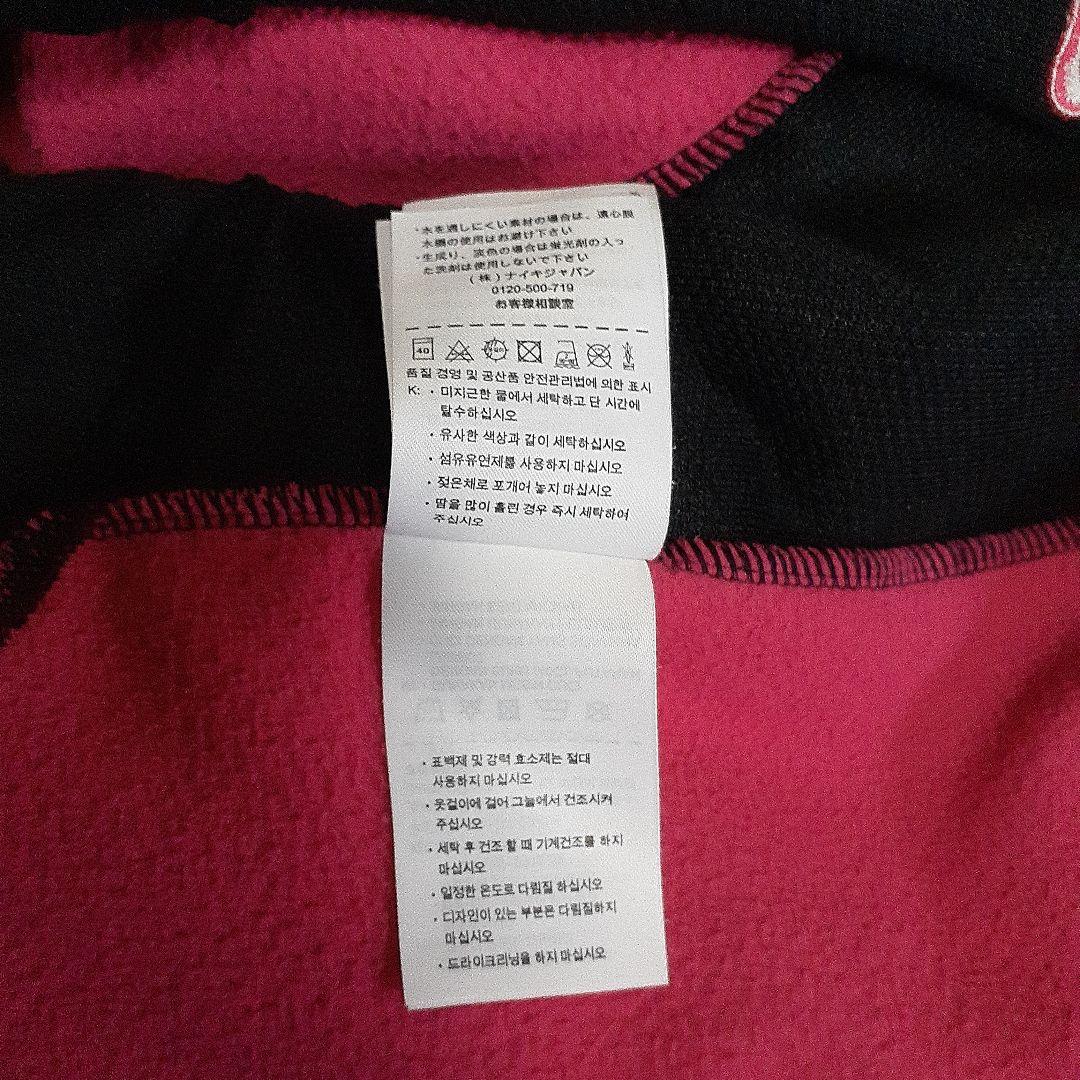 ・水を通しにくい素材の場合は、遠心脱
水機の使用はお避け下さい
・生成り、淡色の場合は蛍光剤の入っ
た洗剤は使用しないで下さい
(株)ナイキジャパン
0120-500-719
お客様相談室
40
품질 경영 및 공산품 안전관리법에 의한 표시
K: · 미지근한 물에서 세탁하고 단 시간에
탈수하십시오
· 유사한 색상과 같이 세탁하십시오
· 섬유유연제를 사용하지 마십시오
· 젖은채로 포개어 놓지 마십시오
· 땀을 많이 흘린 경우 즉시 세탁하여
주십시오
· 표백제 및 강력 효소제는 절대
사용하지 마십시오
· 옷걸이에 걸어 그늘에서 건조시켜
주십시오
· 세탁 후 건조 할 때 기계건조를 하지
마십시오
· 일정한 온도로 다림질 하십시오
· 디자인이 있는 부분은 다림질하지
마십시오
· 드라이크리닝을 하지 마십시오